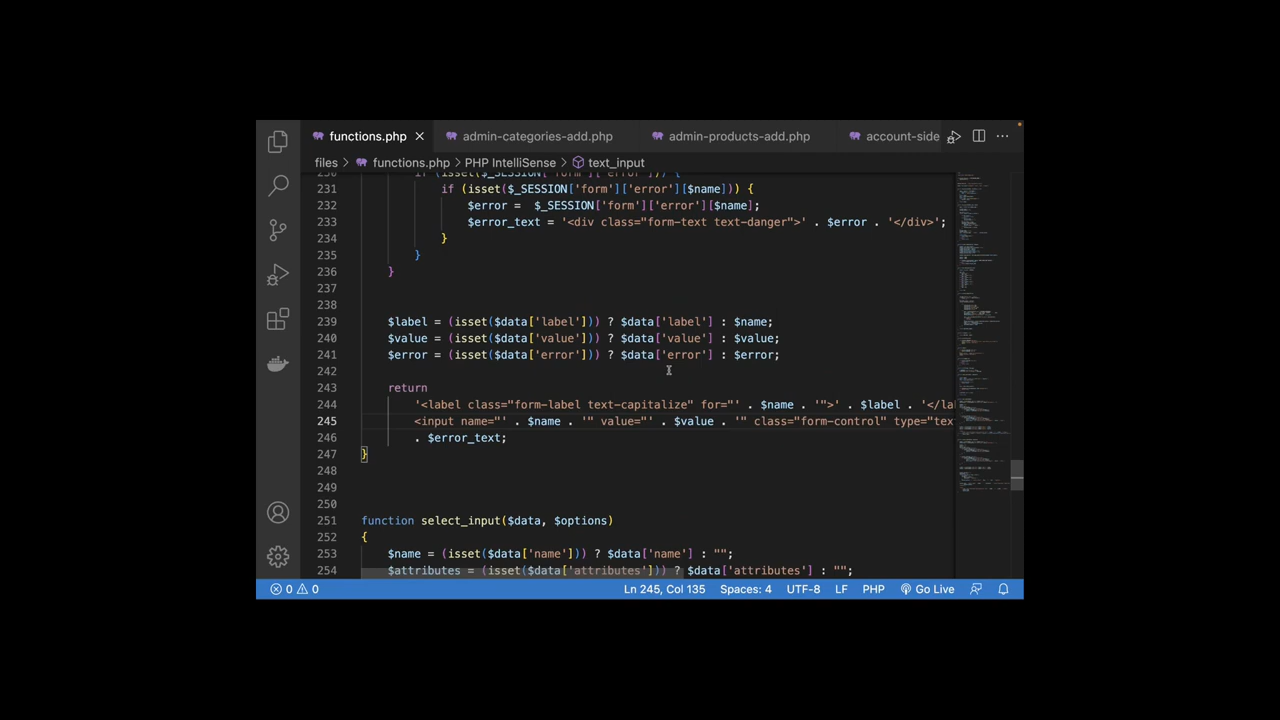 functions.php
admin-categories-add.php
admin-products-add.php
account-side
files > functions.php > PHP IntelliSense > text_input
230 if (isset($_SESSION['form']['error'])) {
231 if (isset($_SESSION['form']['error'][$name])) {
232 $error = $_SESSION['form']['error'][$name];
233 $error_text = '<div class="form-text text-danger">' . $error . '</div>';
234 }
235 }
236 }
237
238
239 $label = (isset($data['label'])) ? $data['label'] : $name;
240 $value = (isset($data['value'])) ? $data['value'] : $value;
241 $error = (isset($data['error'])) ? $data['error'] : $error;
242
243 return
244 '<label class="form-label text-capitalize" for="' . $name . '">' . $label . '</la
245 <input name="' . $name . '" value="' . $value . '" class="form-control" type="tex
246 . $error_text;
247 }
248
249
250
251 function select_input($data, $options)
252 {
253 $name = (isset($data['name'])) ? $data['name'] : "";
254 $attributes = (isset($data['attributes'])) ? $data['attributes'] : "";
0 0
Ln 245, Col 135
Spaces: 4
UTF-8
LF
PHP
Go Live